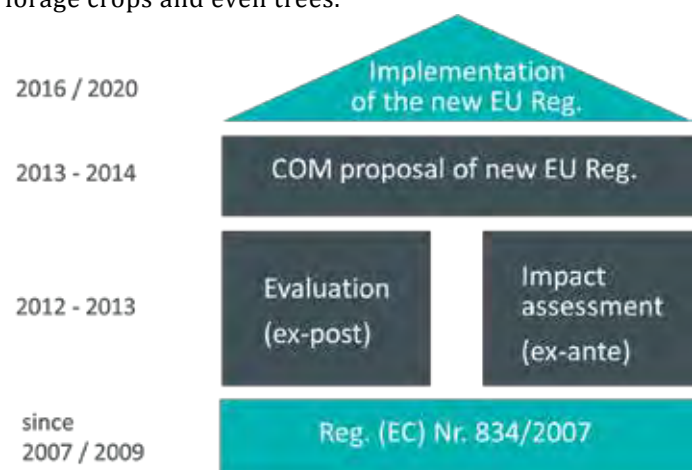 forage crops and even trees.
2016 / 2020
Implementation
of the new EU Reg.
2013 - 2014
COM proposal of new EU Reg.
2012 - 2013
Evaluation
(ex-post)
Impact
assessment
(ex-ante)
since
2007 / 2009
Reg. (EC) Nr. 834/2007